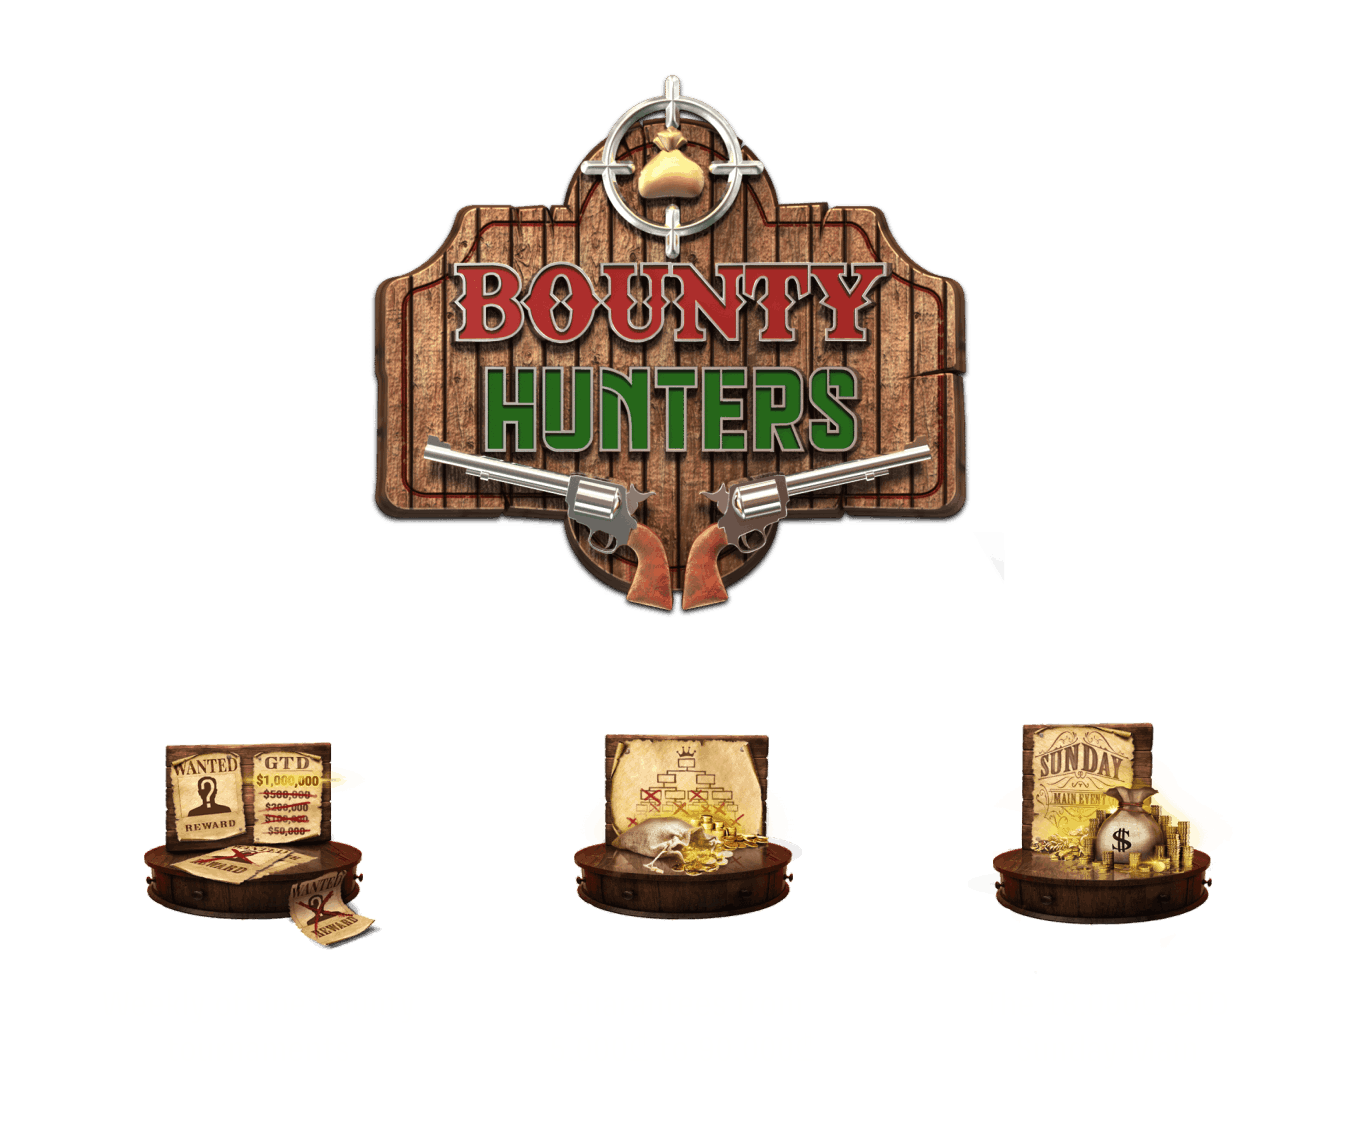 BOUNTY
HUNTERS
WANTED
REWARD
GTD
$1,000,000
$500,000
$200,000
$100,000
$50,000
REWARD
WANTED
REWARD
SUNDAY
MAIN EVENT
$